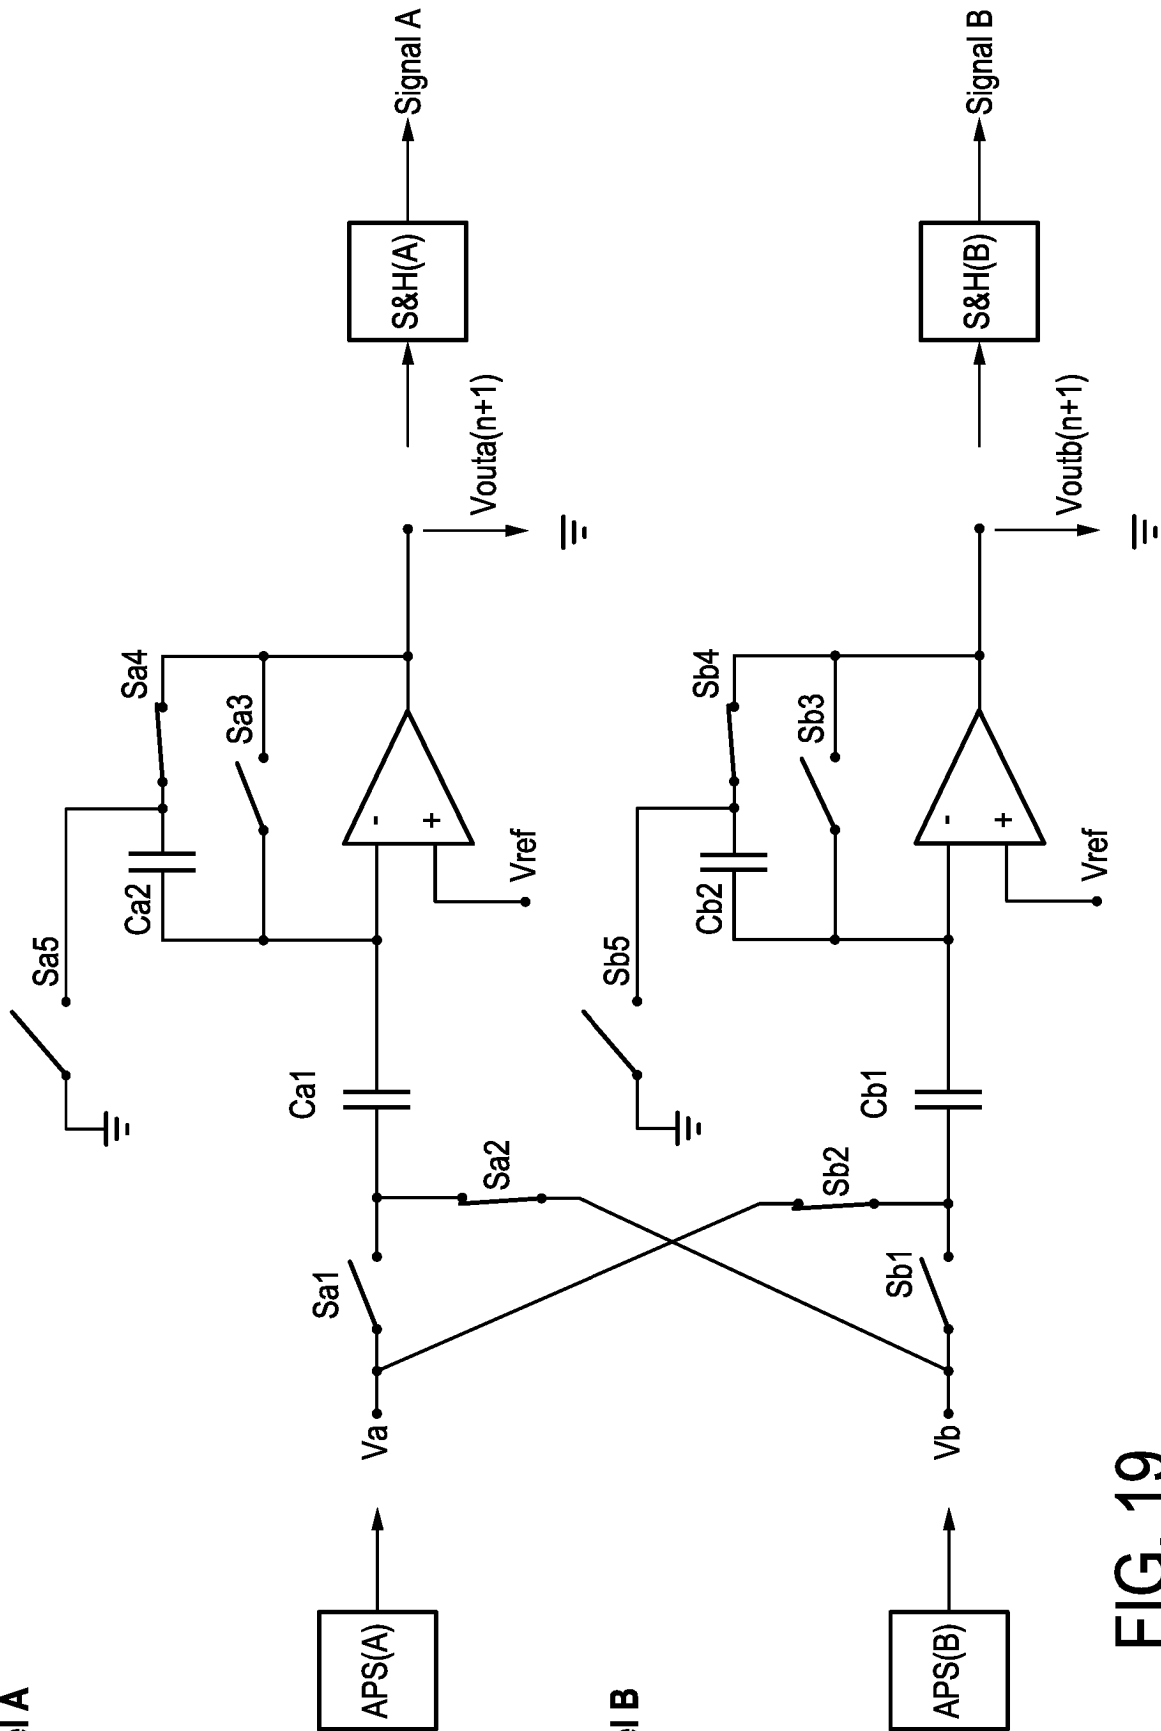 APS(A)
Va
Sa1
Sa2
Ca1
Sa5
Ca2
Sa3
Sa4
-
+
Vref
Vouta(n+1)
S&H(A)
Signal A
l B
APS(B)
Vb
Sb1
Sb2
Cb1
Sb5
Cb2
Sb3
Sb4
-
+
Vref
Voutb(n+1)
S&H(B)
Signal B
FIG. 19